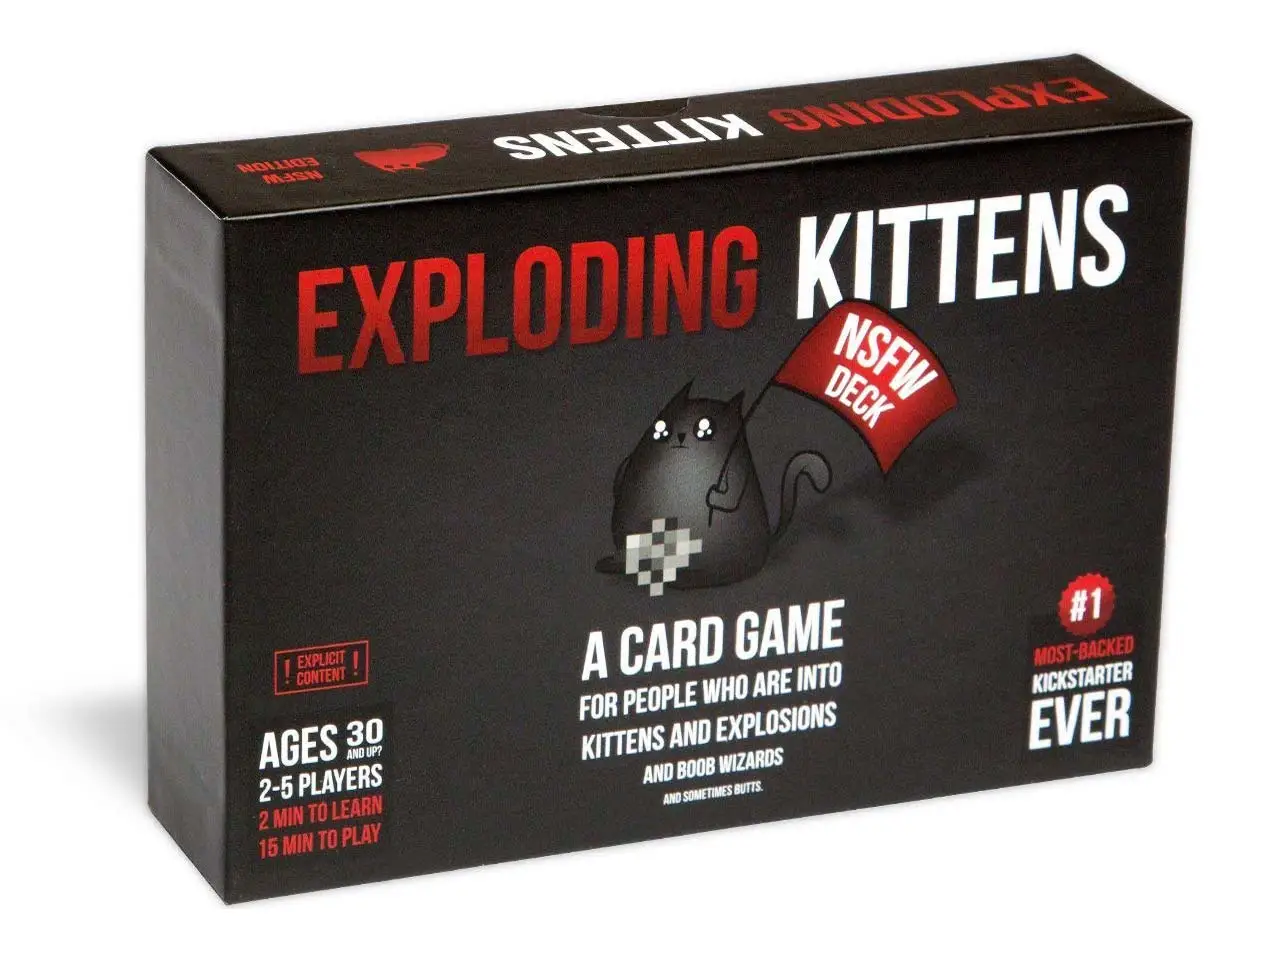 EXPLODING KITTENS
NSFW
EDITION
EXPLODING KITTENS
NSFW
DECK
! EXPLICIT CONTENT !
AGES 30 AND UP?
2-5 PLAYERS
2 MIN TO LEARN
15 MIN TO PLAY
A CARD GAME
FOR PEOPLE WHO ARE INTO
KITTENS AND EXPLOSIONS
AND BOOB WIZARDS
AND SOMETIMES BUTTS.
#1
MOST-BACKED
KICKSTARTER
EVER